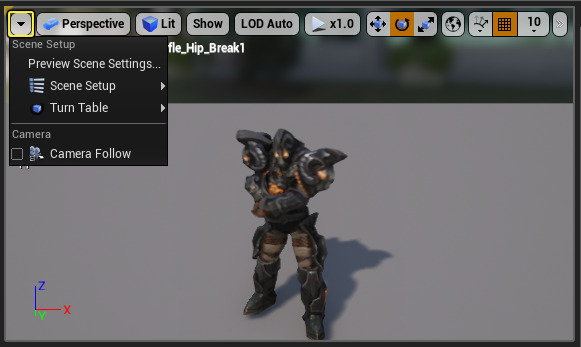 Perspective Lit Show LOD Auto x1.0 10
Scene Setup
fle_Hip_Break1
Preview Scene Settings...
Scene Setup
Turn Table
Camera
Camera Follow
Z
X
Y